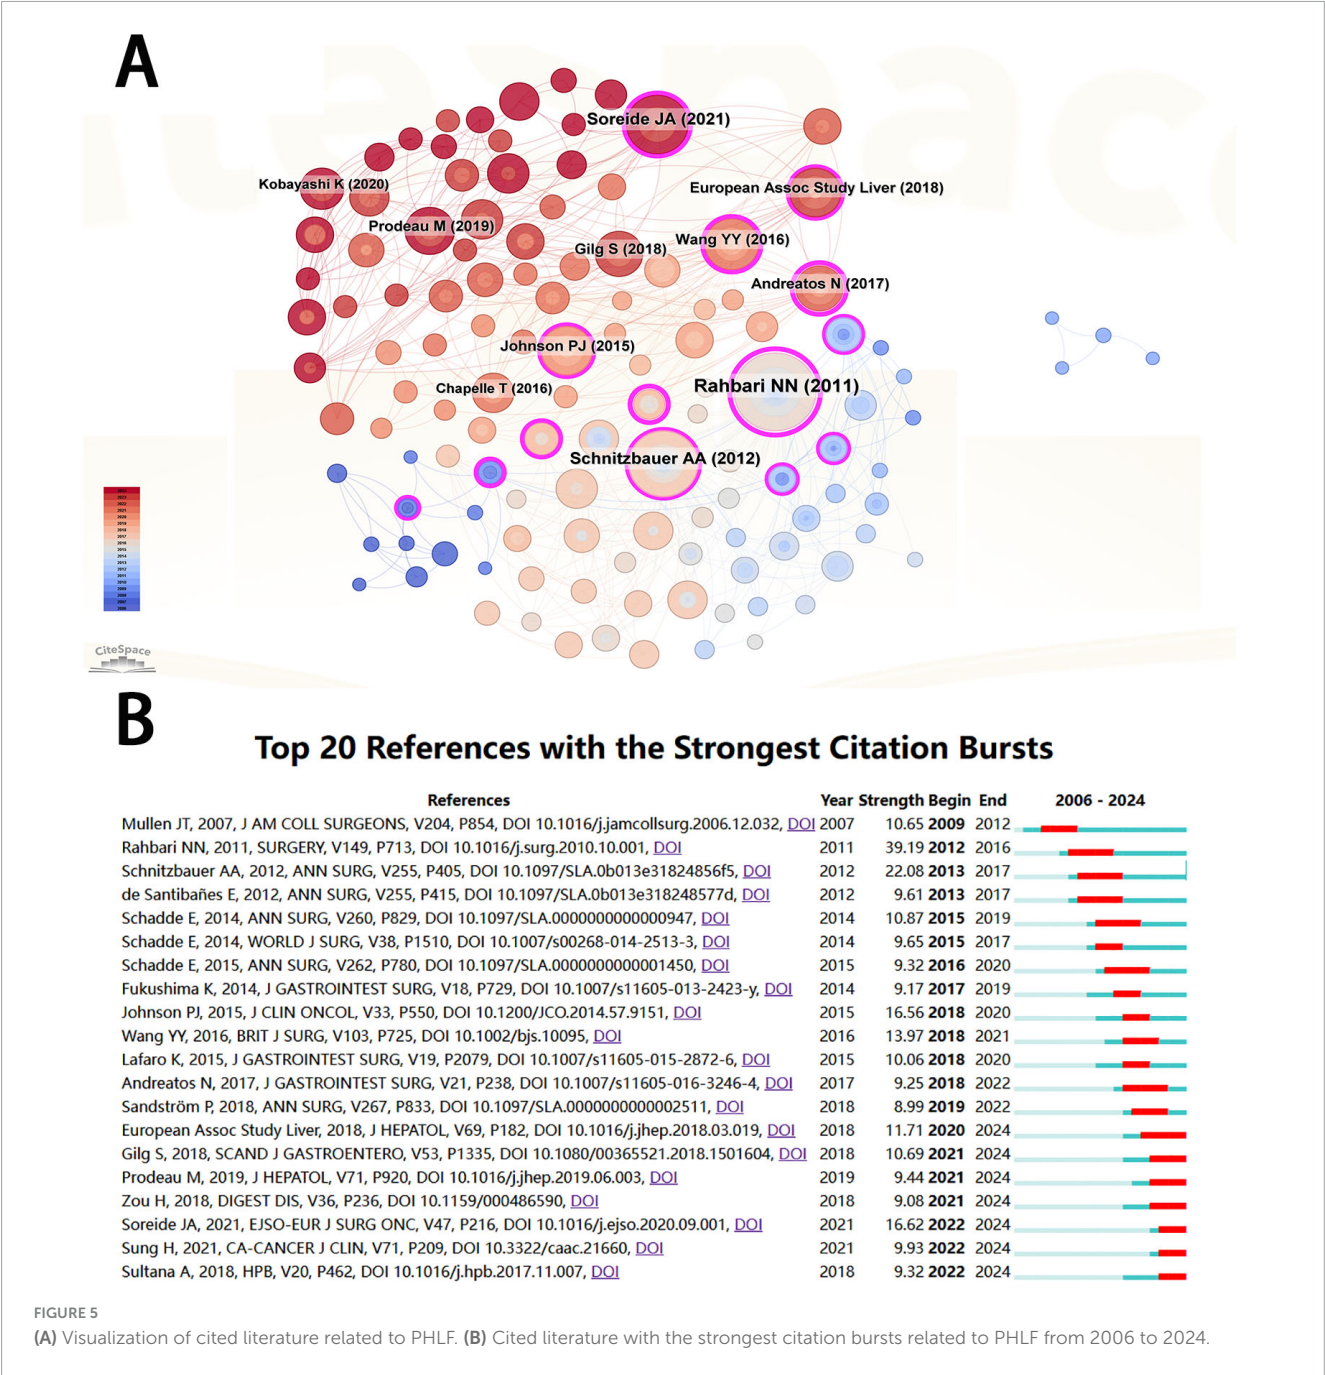 A
Soreide JA (2021)
Kobayashi K (2020)
European Assoc Study Liver (2018)
Prodeau M (2019)
Wang YY (2016)
Gilg S (2018)
Andreatos N (2017)
Johnson PJ (2015)
Chapelle T (2016)
Rahbari NN (2011)
Schnitzbauer AA (2012)
CiteSpace
B
Top 20 References with the Strongest Citation Bursts
References Year Strength Begin End 2006 - 2024
Mullen JT, 2007, J AM COLL SURGEONS, V204, P854, DOI 10.1016/j.jamcollsurg.2006.12.032, DOI 2007 10.65 2009 2012
Rahbari NN, 2011, SURGERY, V149, P713, DOI 10.1016/j.surg.2010.10.001, DOI 2011 39.19 2012 2016
Schnitzbauer AA, 2012, ANN SURG, V255, P405, DOI 10.1097/SLA.0b013e31824856f5, DOI 2012 22.08 2013 2017
de Santibañes E, 2012, ANN SURG, V255, P415, DOI 10.1097/SLA.0b013e318248577d, DOI 2012 9.61 2013 2017
Schadde E, 2014, ANN SURG, V260, P829, DOI 10.1097/SLA.0000000000000947, DOI 2014 10.87 2015 2019
Schadde E, 2014, WORLD J SURG, V38, P1510, DOI 10.1007/s00268-014-2513-3, DOI 2014 9.65 2015 2017
Schadde E, 2015, ANN SURG, V262, P780, DOI 10.1097/SLA.0000000000001450, DOI 2015 9.32 2016 2020
Fukushima K, 2014, J GASTROINTEST SURG, V18, P729, DOI 10.1007/s11605-013-2423-y, DOI 2014 9.17 2017 2019
Johnson PJ, 2015, J CLIN ONCOL, V33, P550, DOI 10.1200/JCO.2014.57.9151, DOI 2015 16.56 2018 2020
Wang YY, 2016, BRIT J SURG, V103, P725, DOI 10.1002/bjs.10095, DOI 2016 13.97 2018 2021
Lafaro K, 2015, J GASTROINTEST SURG, V19, P2079, DOI 10.1007/s11605-015-2872-6, DOI 2015 10.06 2018 2020
Andreatos N, 2017, J GASTROINTEST SURG, V21, P238, DOI 10.1007/s11605-016-3246-4, DOI 2017 9.25 2018 2022
Sandström P, 2018, ANN SURG, V267, P833, DOI 10.1097/SLA.0000000000002511, DOI 2018 8.99 2019 2022
European Assoc Study Liver, 2018, J HEPATOL, V69, P182, DOI 10.1016/j.jhep.2018.03.019, DOI 2018 11.71 2020 2024
Gilg S, 2018, SCAND J GASTROENTERO, V53, P1335, DOI 10.1080/00365521.2018.1501604, DOI 2018 10.69 2021 2024
Prodeau M, 2019, J HEPATOL, V71, P920, DOI 10.1016/j.jhep.2019.06.003, DOI 2019 9.44 2021 2024
Zou H, 2018, DIGEST DIS, V36, P236, DOI 10.1159/000486590, DOI 2018 9.08 2021 2024
Soreide JA, 2021, EJSO-EUR J SURG ONC, V47, P216, DOI 10.1016/j.ejso.2020.09.001, DOI 2021 16.62 2022 2024
Sung H, 2021, CA-CANCER J CLIN, V71, P209, DOI 10.3322/caac.21660, DOI 2021 9.93 2022 2024
Sultana A, 2018, HPB, V20, P462, DOI 10.1016/j.hpb.2017.11.007, DOI 2018 9.32 2022 2024
FIGURE 5
(A) Visualization of cited literature related to PHLF. (B) Cited literature with the strongest citation bursts related to PHLF from 2006 to 2024.